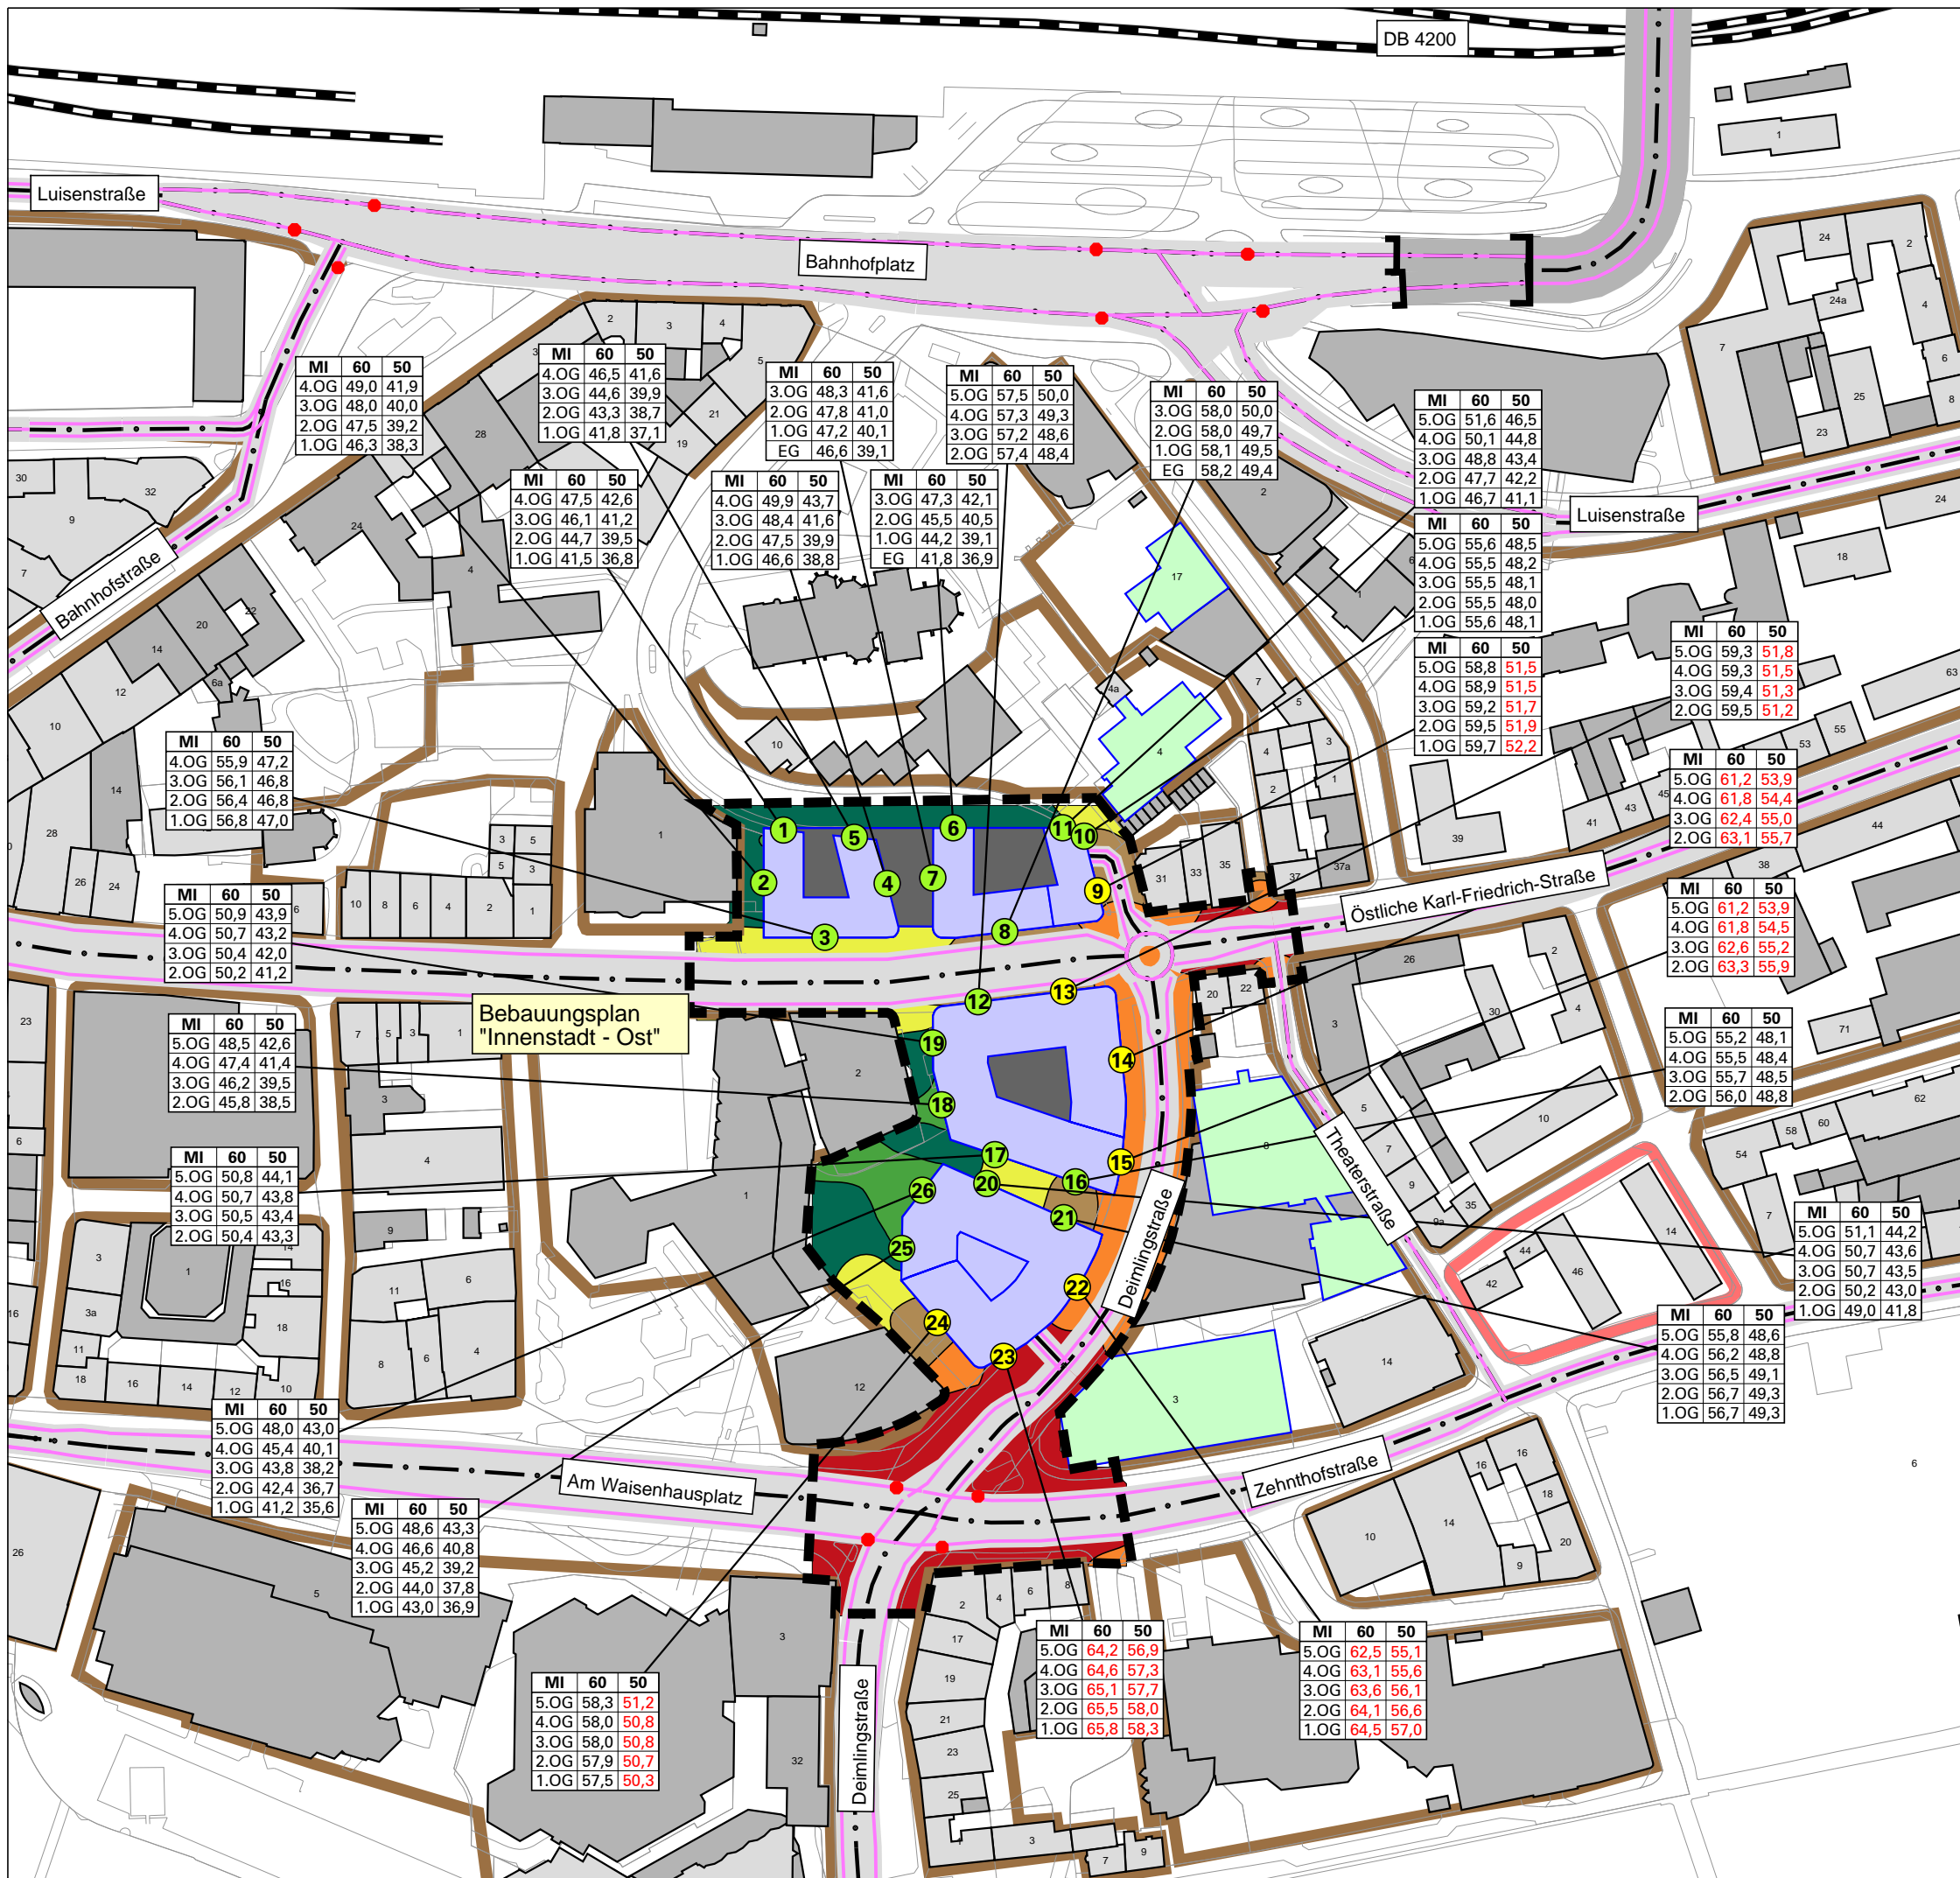 DB 4200
Luisenstraße
Bahnhofplatz
Luisenstraße
Bahnhofstraße
Östliche Karl-Friedrich-Straße
Bebauungsplan
"Innenstadt - Ost"
Theaterstraße
Deimlingstraße
Am Waisenhausplatz
Zehnthofstraße
Deimlingstraße
MI 60 50
4.OG 49,0 41,9
3.OG 48,0 40,0
2.OG 47,5 39,2
1.OG 46,3 38,3
MI 60 50
4.OG 46,5 41,6
3.OG 44,6 39,9
2.OG 43,3 38,7
1.OG 41,8 37,1
MI 60 50
3.OG 48,3 41,6
2.OG 47,8 41,0
1.OG 47,2 40,1
EG 46,6 39,1
MI 60 50
5.OG 57,5 50,0
4.OG 57,3 49,3
3.OG 57,2 48,6
2.OG 57,4 48,4
MI 60 50
3.OG 58,0 50,0
2.OG 58,0 49,7
1.OG 58,1 49,5
EG 58,2 49,4
MI 60 50
5.OG 51,6 46,5
4.OG 50,1 44,8
3.OG 48,8 43,4
2.OG 47,7 42,2
1.OG 46,7 41,1
MI 60 50
4.OG 47,5 42,6
3.OG 46,1 41,2
2.OG 44,7 39,5
1.OG 41,5 36,8
MI 60 50
4.OG 49,9 43,7
3.OG 48,4 41,6
2.OG 47,5 39,9
1.OG 46,6 38,8
MI 60 50
3.OG 47,3 42,1
2.OG 45,5 40,5
1.OG 44,2 39,1
EG 41,8 36,9
MI 60 50
5.OG 55,6 48,5
4.OG 55,5 48,2
3.OG 55,5 48,1
2.OG 55,5 48,0
1.OG 55,6 48,1
MI 60 50
5.OG 58,8 51,5
4.OG 58,9 51,5
3.OG 59,2 51,7
2.OG 59,5 51,9
1.OG 59,7 52,2
MI 60 50
5.OG 59,3 51,8
4.OG 59,3 51,5
3.OG 59,4 51,3
2.OG 59,5 51,2
MI 60 50
4.OG 55,9 47,2
3.OG 56,1 46,8
2.OG 56,4 46,8
1.OG 56,8 47,0
MI 60 50
5.OG 61,2 53,9
4.OG 61,8 54,4
3.OG 62,4 55,0
2.OG 63,1 55,7
MI 60 50
5.OG 50,9 43,9
4.OG 50,7 43,2
3.OG 50,4 42,0
2.OG 50,2 41,2
MI 60 50
5.OG 61,2 53,9
4.OG 61,8 54,5
3.OG 62,6 55,2
2.OG 63,3 55,9
MI 60 50
5.OG 48,5 42,6
4.OG 47,4 41,4
3.OG 46,2 39,5
2.OG 45,8 38,5
MI 60 50
5.OG 55,2 48,1
4.OG 55,5 48,4
3.OG 55,7 48,5
2.OG 56,0 48,8
MI 60 50
5.OG 50,8 44,1
4.OG 50,7 43,8
3.OG 50,5 43,4
2.OG 50,4 43,3
MI 60 50
5.OG 51,1 44,2
4.OG 50,7 43,6
3.OG 50,7 43,5
2.OG 50,2 43,0
1.OG 49,0 41,8
MI 60 50
5.OG 55,8 48,6
4.OG 56,2 48,8
3.OG 56,5 49,1
2.OG 56,7 49,3
1.OG 56,7 49,3
MI 60 50
5.OG 48,0 43,0
4.OG 45,4 40,1
3.OG 43,8 38,2
2.OG 42,4 36,7
1.OG 41,2 35,6
MI 60 50
5.OG 48,6 43,3
4.OG 46,6 40,8
3.OG 45,2 39,2
2.OG 44,0 37,8
1.OG 43,0 36,9
MI 60 50
5.OG 58,3 51,2
4.OG 58,0 50,8
3.OG 58,0 50,8
2.OG 57,9 50,7
1.OG 57,5 50,3
MI 60 50
5.OG 64,2 56,9
4.OG 64,6 57,3
3.OG 65,1 57,7
2.OG 65,5 58,0
1.OG 65,8 58,3
MI 60 50
5.OG 62,5 55,1
4.OG 63,1 55,6
3.OG 63,6 56,1
2.OG 64,1 56,6
1.OG 64,5 57,0
1
5
6
11
10
2
4
7
9
3
8
12
13
19
14
18
17
15
20
16
26
21
25
22
24
23